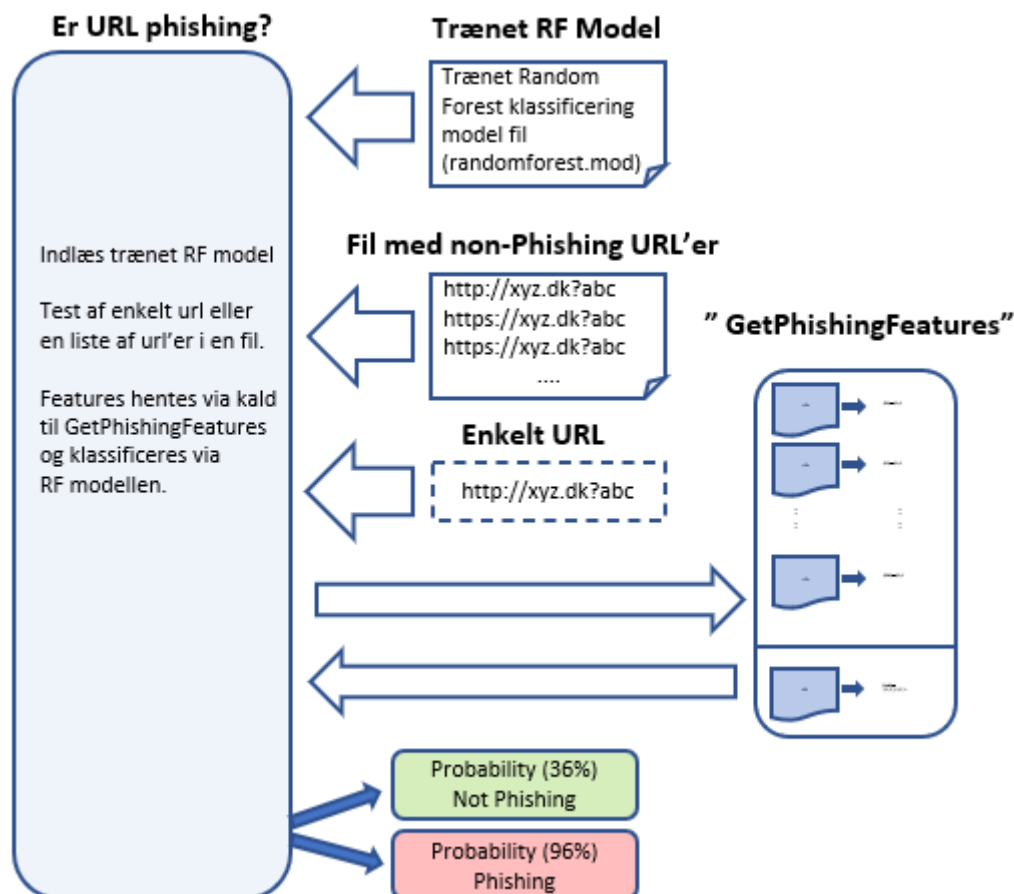 Er URL phishing?
Trænet RF Model
Trænet Random
Forest klassificering
model fil
(randomforest.mod)
Indlæs trænet RF model
Test af enkelt url eller
en liste af url'er i en fil.
Features hentes via kald
til GetPhishingFeatures
og klassificeres via
RF modellen.
Fil med non-Phishing URL'er
http://xyz.dk?abc
https://xyz.dk?abc
https://xyz.dk?abc
....
Enkelt URL
http://xyz.dk?abc
" GetPhishingFeatures"
Probability (36%)
Not Phishing
Probability (96%)
Phishing